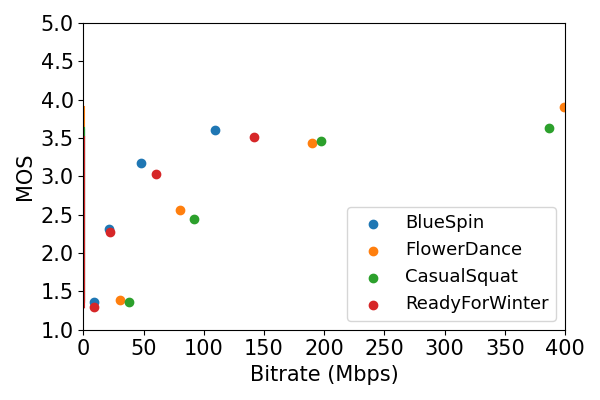 5.0
4.5
4.0
3.5
3.0
2.5
2.0
1.5
1.0
MOS
BlueSpin
FlowerDance
CasualSquat
ReadyForWinter
0 50 100 150 200 250 300 350 400
Bitrate (Mbps)